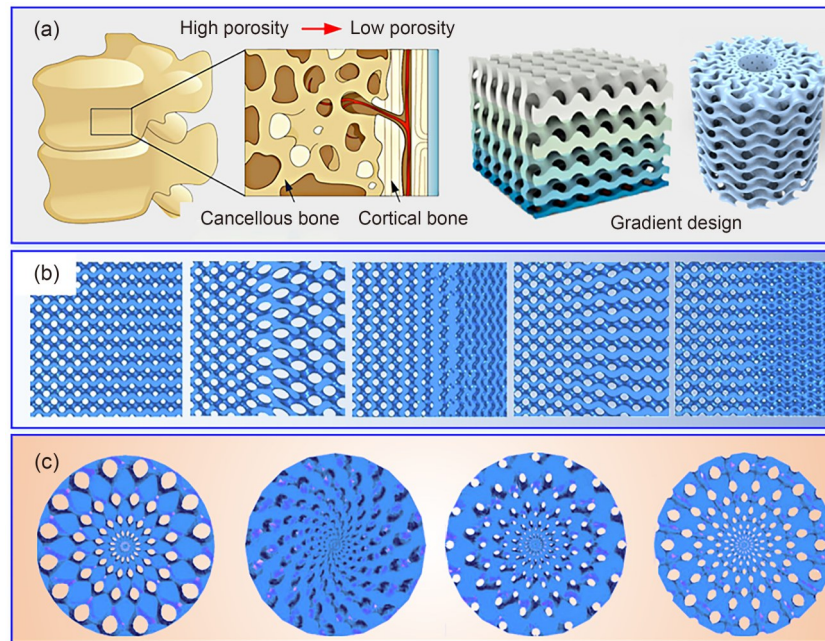 (a)
High porosity → Low porosity
Cancellous bone
Cortical bone
Gradient design
(b)
(c)